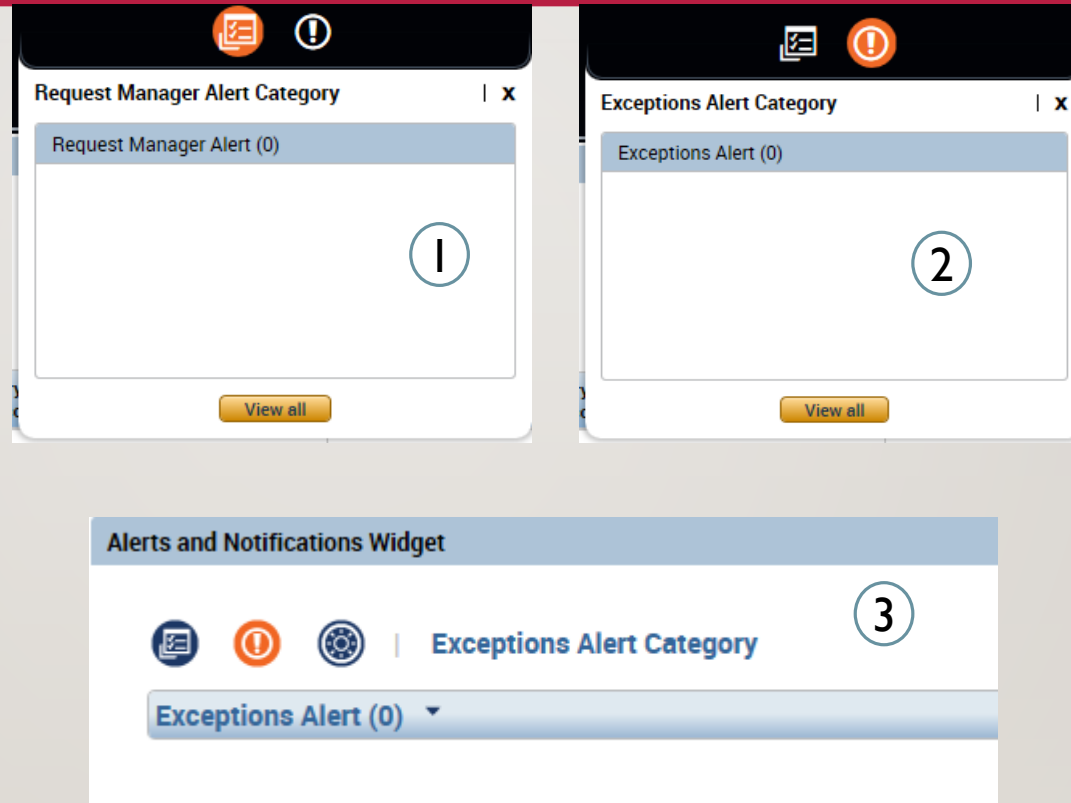 Request Manager Alert Category | x
Request Manager Alert (0)
1
View all
Exceptions Alert Category | x
Exceptions Alert (0)
2
View all
Alerts and Notifications Widget
3
| Exceptions Alert Category
Exceptions Alert (0)